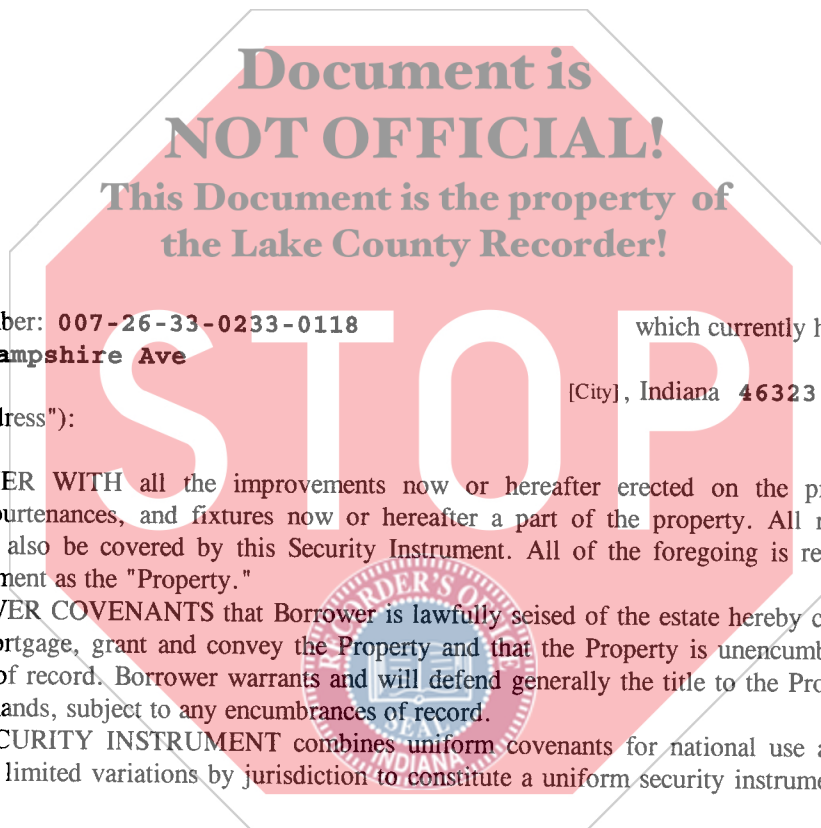 Document is
NOT OFFICIAL!
This Document is the property of
the Lake County Recorder!
ber: 007-26-33-0233-0118 which currently h
ampshire Ave
[City], Indiana 46323
dress"):
STOP
ER WITH all the improvements now or hereafter erected on the pr
purtenances, and fixtures now or hereafter a part of the property. All r
also be covered by this Security Instrument. All of the foregoing is re
ment as the "Property."
VER COVENANTS that Borrower is lawfully seised of the estate hereby c
ortgage, grant and convey the Property and that the Property is unencumb
of record. Borrower warrants and will defend generally the title to the Pro
ands, subject to any encumbrances of record.
CURITY INSTRUMENT combines uniform covenants for national use a
limited variations by jurisdiction to constitute a uniform security instrume
RECORDER'S OFFICE
SEAL
INDIANA